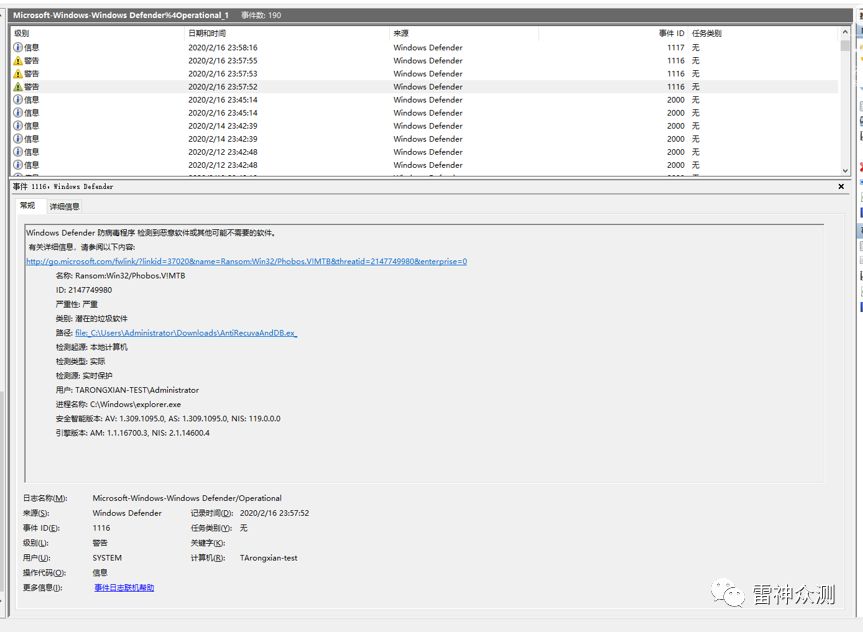 Microsoft-Windows-Windows Defender%4Operational_1 事件数: 190
级别 日期和时间 来源 事件 ID 任务类别
信息 2020/2/16 23:58:16 Windows Defender 1117 无
警告 2020/2/16 23:57:55 Windows Defender 1116 无
警告 2020/2/16 23:57:53 Windows Defender 1116 无
警告 2020/2/16 23:57:52 Windows Defender 1116 无
信息 2020/2/16 23:45:14 Windows Defender 2000 无
信息 2020/2/16 23:45:14 Windows Defender 2000 无
信息 2020/2/14 23:42:39 Windows Defender 2000 无
信息 2020/2/14 23:42:39 Windows Defender 2000 无
信息 2020/2/12 23:42:48 Windows Defender 2000 无
信息 2020/2/12 23:42:48 Windows Defender 2000 无
事件 1116, Windows Defender
常规 详细信息
Windows Defender 防病毒程序 检测到恶意软件或其他可能不需要的软件。
有关详细信息，请参阅以下内容:
http://go.microsoft.com/fwlink/?linkid=37020&name=Ransom:Win32/Phobos.V!MTB&threatid=2147749980&enterprise=0
名称: Ransom:Win32/Phobos.V!MTB
ID: 2147749980
严重性: 严重
类别: 潜在的垃圾软件
路径: file:_C:\Users\Administrator\Downloads\AntiRecuvaAndDB.ex_
检测起源: 本地计算机
检测类型: 实际
检测源: 实时保护
用户: TARONGXIAN-TEST\Administrator
进程名称: C:\Windows\explorer.exe
安全智能版本: AV: 1.309.1095.0, AS: 1.309.1095.0, NIS: 119.0.0.0
引擎版本: AM: 1.1.16700.3, NIS: 2.1.14600.4
日志名称(M): Microsoft-Windows-Windows Defender/Operational
来源(S): Windows Defender 记录时间(D): 2020/2/16 23:57:52
事件 ID(E): 1116 任务类别(Y): 无
级别(L): 警告 关键字(K):
用户(U): SYSTEM 计算机(R): TArongxian-test
操作代码(O): 信息
更多信息(I): 事件日志联机帮助
雷神众测